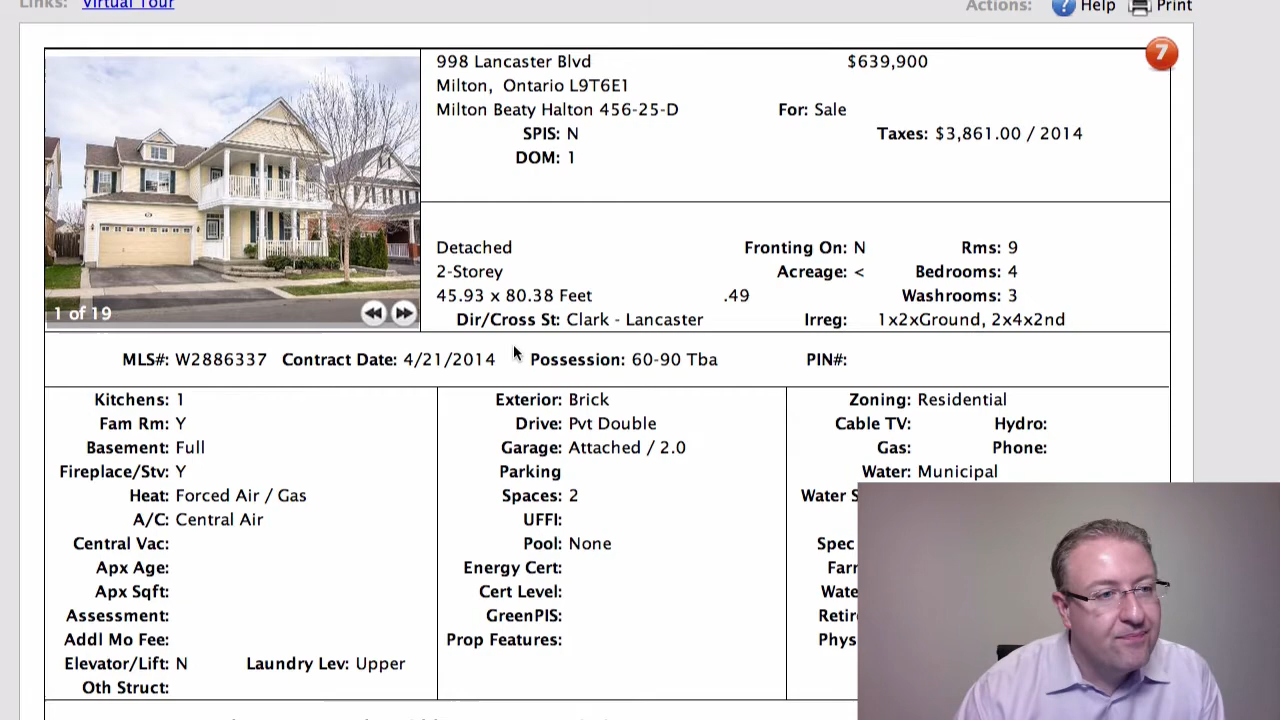 Links: Virtual Tour
Actions: Help Print
7
998 Lancaster Blvd $639,900
Milton, Ontario L9T6E1
Milton Beaty Halton 456-25-D For: Sale
SPIS: N Taxes: $3,861.00 / 2014
DOM: 1
Detached Fronting On: N Rms: 9
2-Storey Acreage: < Bedrooms: 4
45.93 x 80.38 Feet .49 Washrooms: 3
1 of 19
Dir/Cross St: Clark - Lancaster Irreg: 1x2xGround, 2x4x2nd
MLS#: W2886337 Contract Date: 4/21/2014 Possession: 60-90 Tba PIN#:
Kitchens: 1 Exterior: Brick Zoning: Residential
Fam Rm: Y Drive: Pvt Double Cable TV: Hydro:
Basement: Full Garage: Attached / 2.0 Gas: Phone:
Fireplace/Stv: Y Parking Water: Municipal
Heat: Forced Air / Gas Spaces: 2 Water
A/C: Central Air UFFI:
Central Vac: Pool: None Spec
Apx Age: Energy Cert:
Apx Sqft: Cert Level:
Assessment: GreenPIS:
Addl Mo Fee: Prop Features:
Elevator/Lift: N Laundry Lev: Upper
Oth Struct: